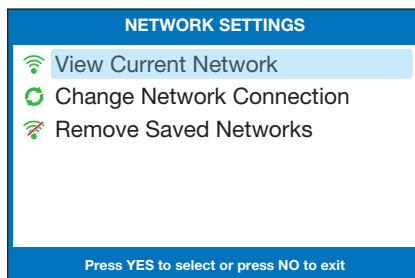 NETWORK SETTINGS
View Current Network
Change Network Connection
Remove Saved Networks
Press YES to select or press NO to exit